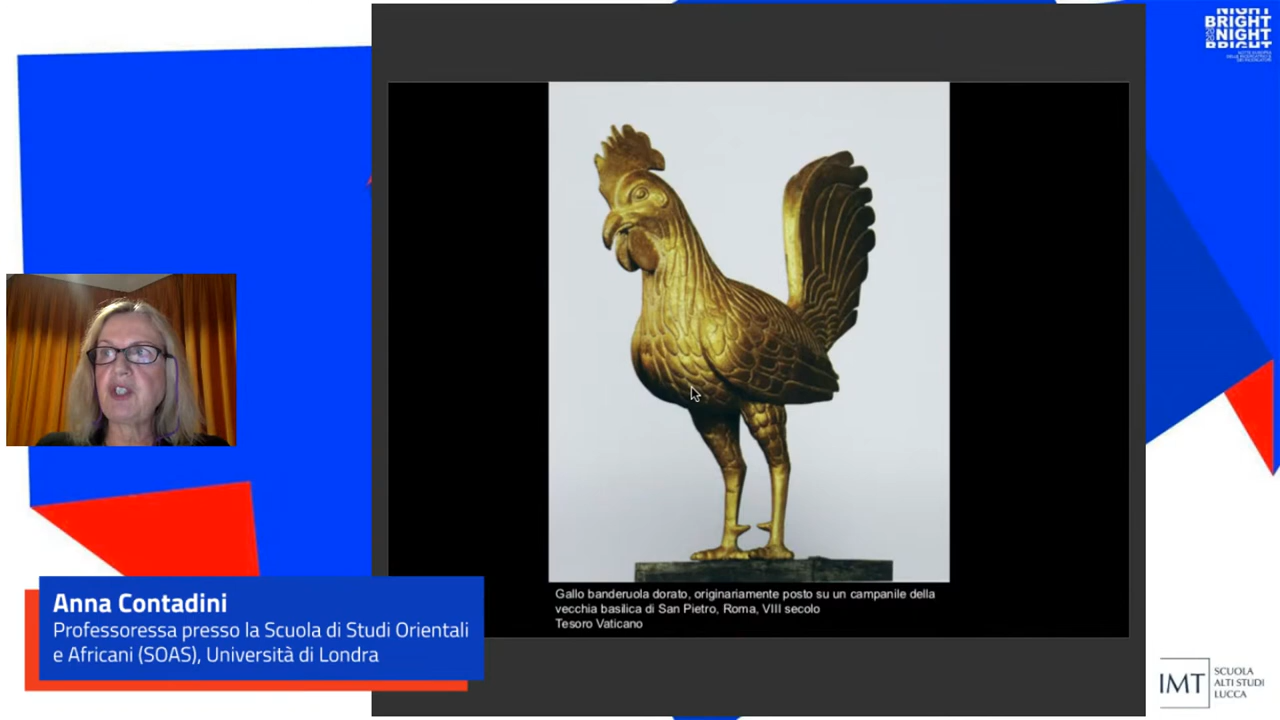 NIGHT
BRIGHT
NIGHT
BRIGHT
Gallo banderuola dorato, originariamente posto su un campanile della
vecchia basilica di San Pietro, Roma, VIII secolo
Tesoro Vaticano
Anna Contadini
Professoressa presso la Scuola di Studi Orientali
e Africani (SOAS), Università di Londra
IMT
SCUOLA
ALTI STUDI
LUCCA